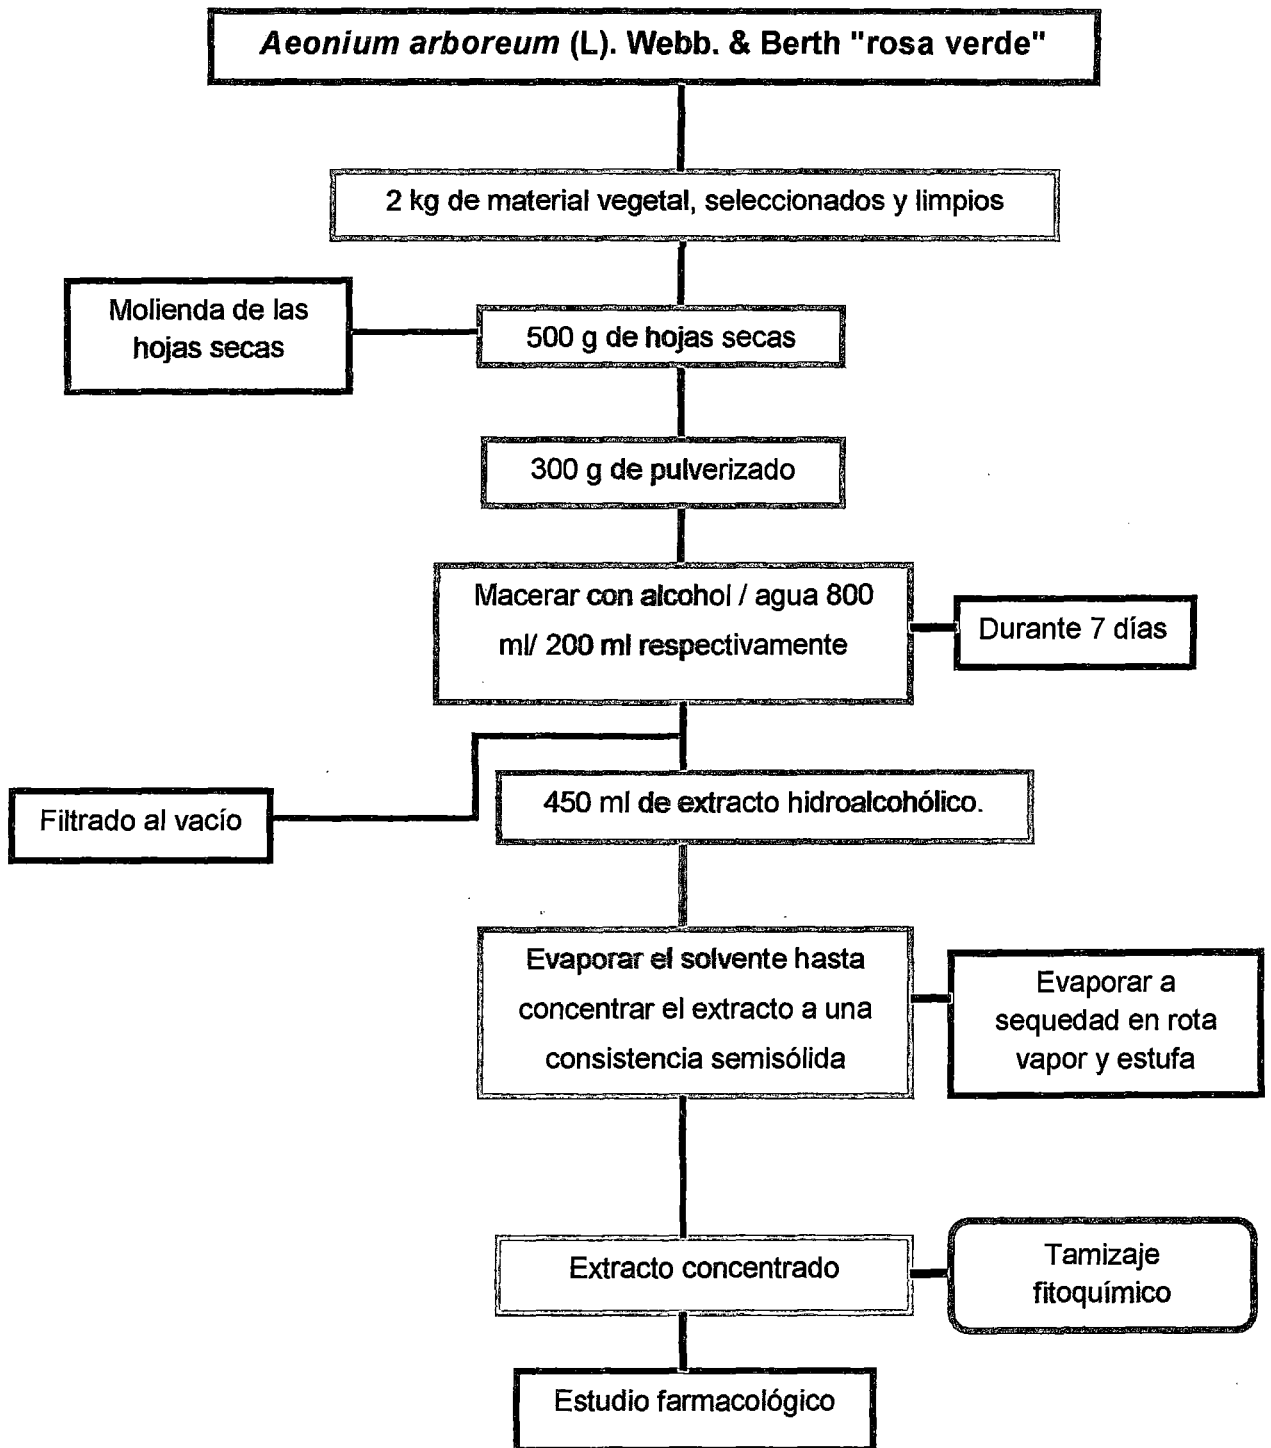 Aeonium arboreum (L). Webb. & Berth "rosa verde"
2 kg de material vegetal, seleccionados y limpios
Molienda de las
hojas secas
500 g de hojas secas
300 g de pulverizado
Macerar con alcohol / agua 800
ml/ 200 ml respectivamente
Durante 7 días
Filtrado al vacío
450 ml de extracto hidroalcohólico.
Evaporar el solvente hasta
concentrar el extracto a una
consistencia semisólida
Evaporar a
sequedad en rota
vapor y estufa
Extracto concentrado
Tamizaje
fitoquímico
Estudio farmacológico